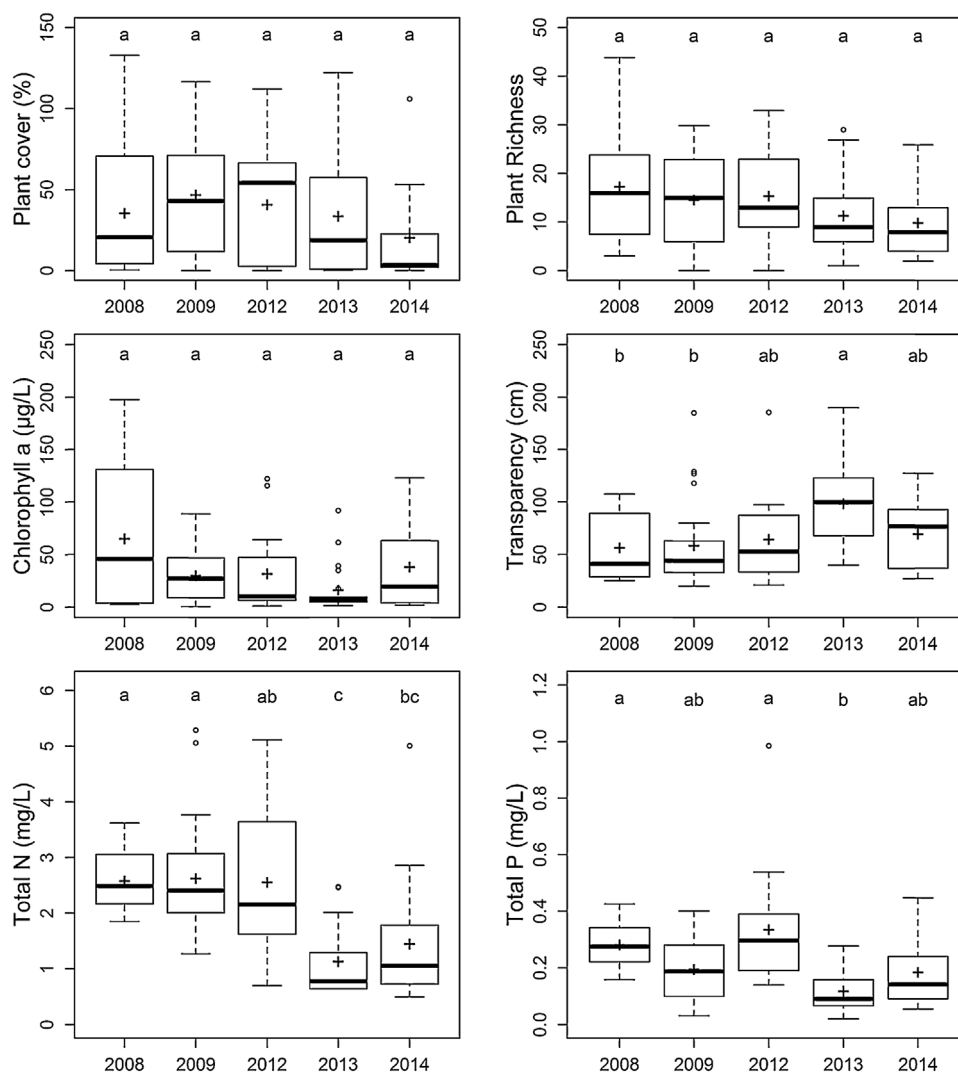 Plant cover (%)
150
100
50
0
a a a a a
2008 2009 2012 2013 2014
Plant Richness
50
40
30
20
10
0
a a a a a
2008 2009 2012 2013 2014
Chlorophyll a (µg/L)
250
200
150
100
50
0
a a a a a
2008 2009 2012 2013 2014
Transparency (cm)
250
200
150
100
50
0
b b ab a ab
2008 2009 2012 2013 2014
Total N (mg/L)
6
5
4
3
2
1
0
a a ab c bc
2008 2009 2012 2013 2014
Total P (mg/L)
1.2
1.0
0.8
0.6
0.4
0.2
0.0
a ab a b ab
2008 2009 2012 2013 2014